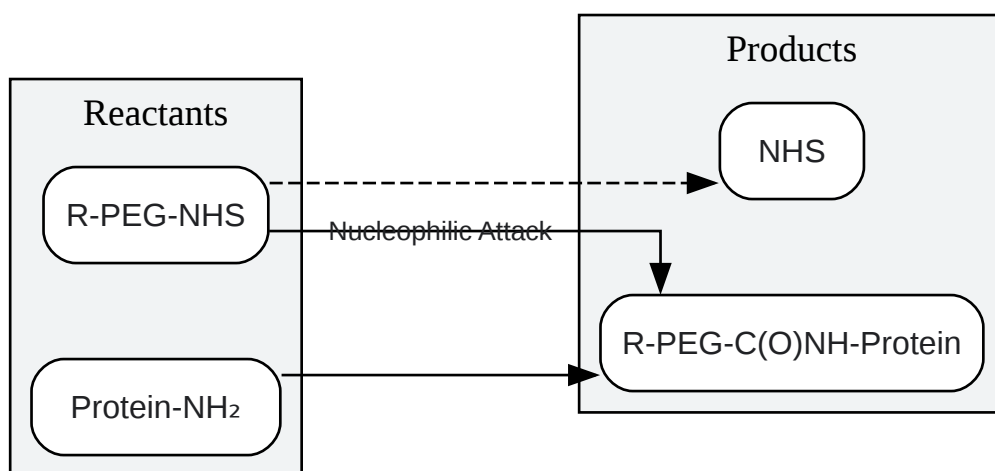 Reactants
R-PEG-NHS
Protein-NH₂
Nucleophilic Attack
Products
NHS
R-PEG-C(O)NH-Protein